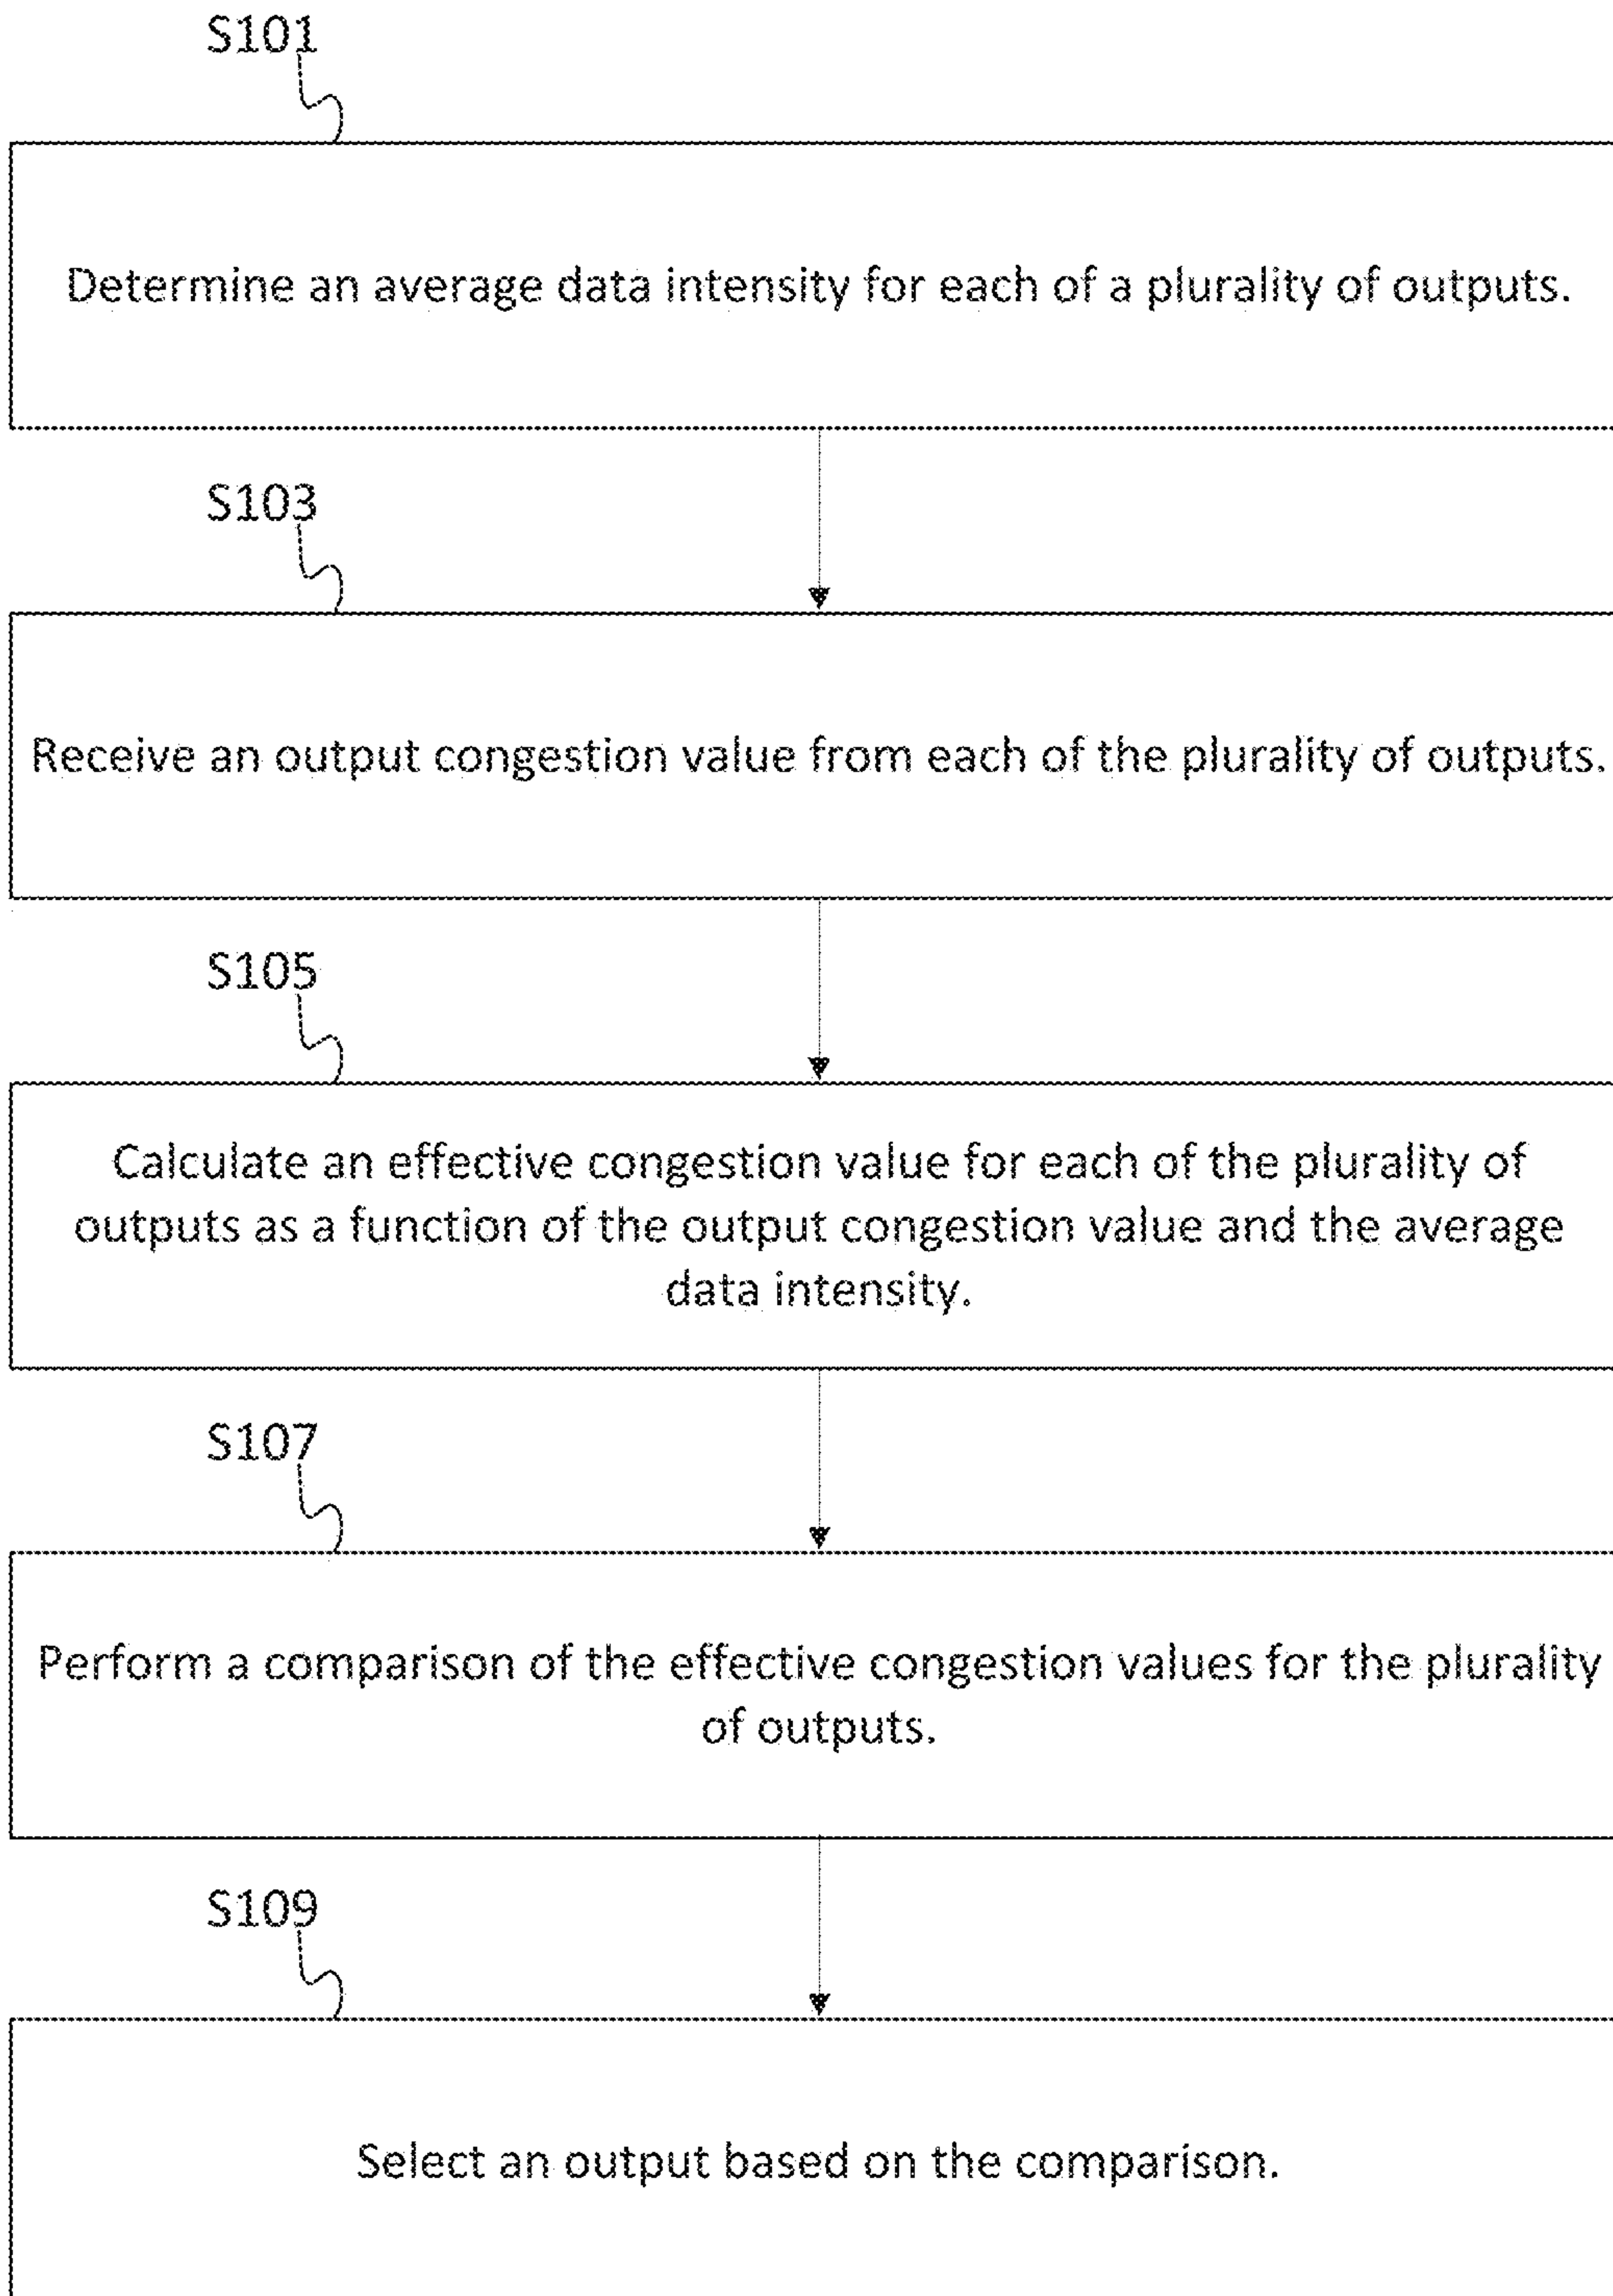 S101
Determine an average data intensity for each of a plurality of outputs.
S103
Receive an output congestion value from each of the plurality of outputs.
S105
Calculate an effective congestion value for each of the plurality of
outputs as a function of the output congestion value and the average
data intensity.
S107
Perform a comparison of the effective congestion values for the plurality
of outputs.
S109
Select an output based on the comparison.